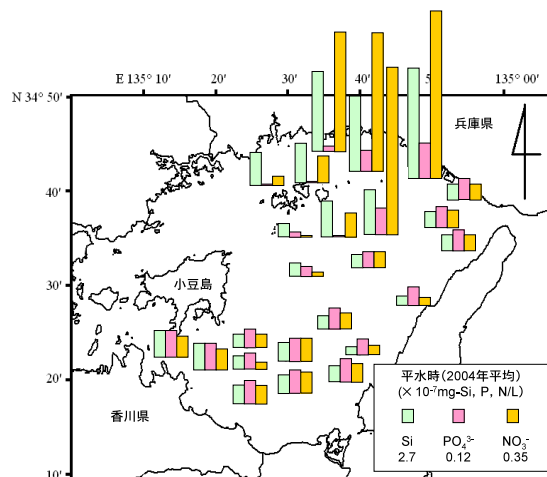 E 135° 10' 20' 30' 40' 50' 135° 00'
N 34° 50'
兵庫県
40'
30'
小豆島
20'
香川県
10'
平水時(2004年平均)
(× 10⁻⁷mg-Si, P, N/L)
Si PO₄³⁻ NO₃⁻
2.7 0.12 0.35